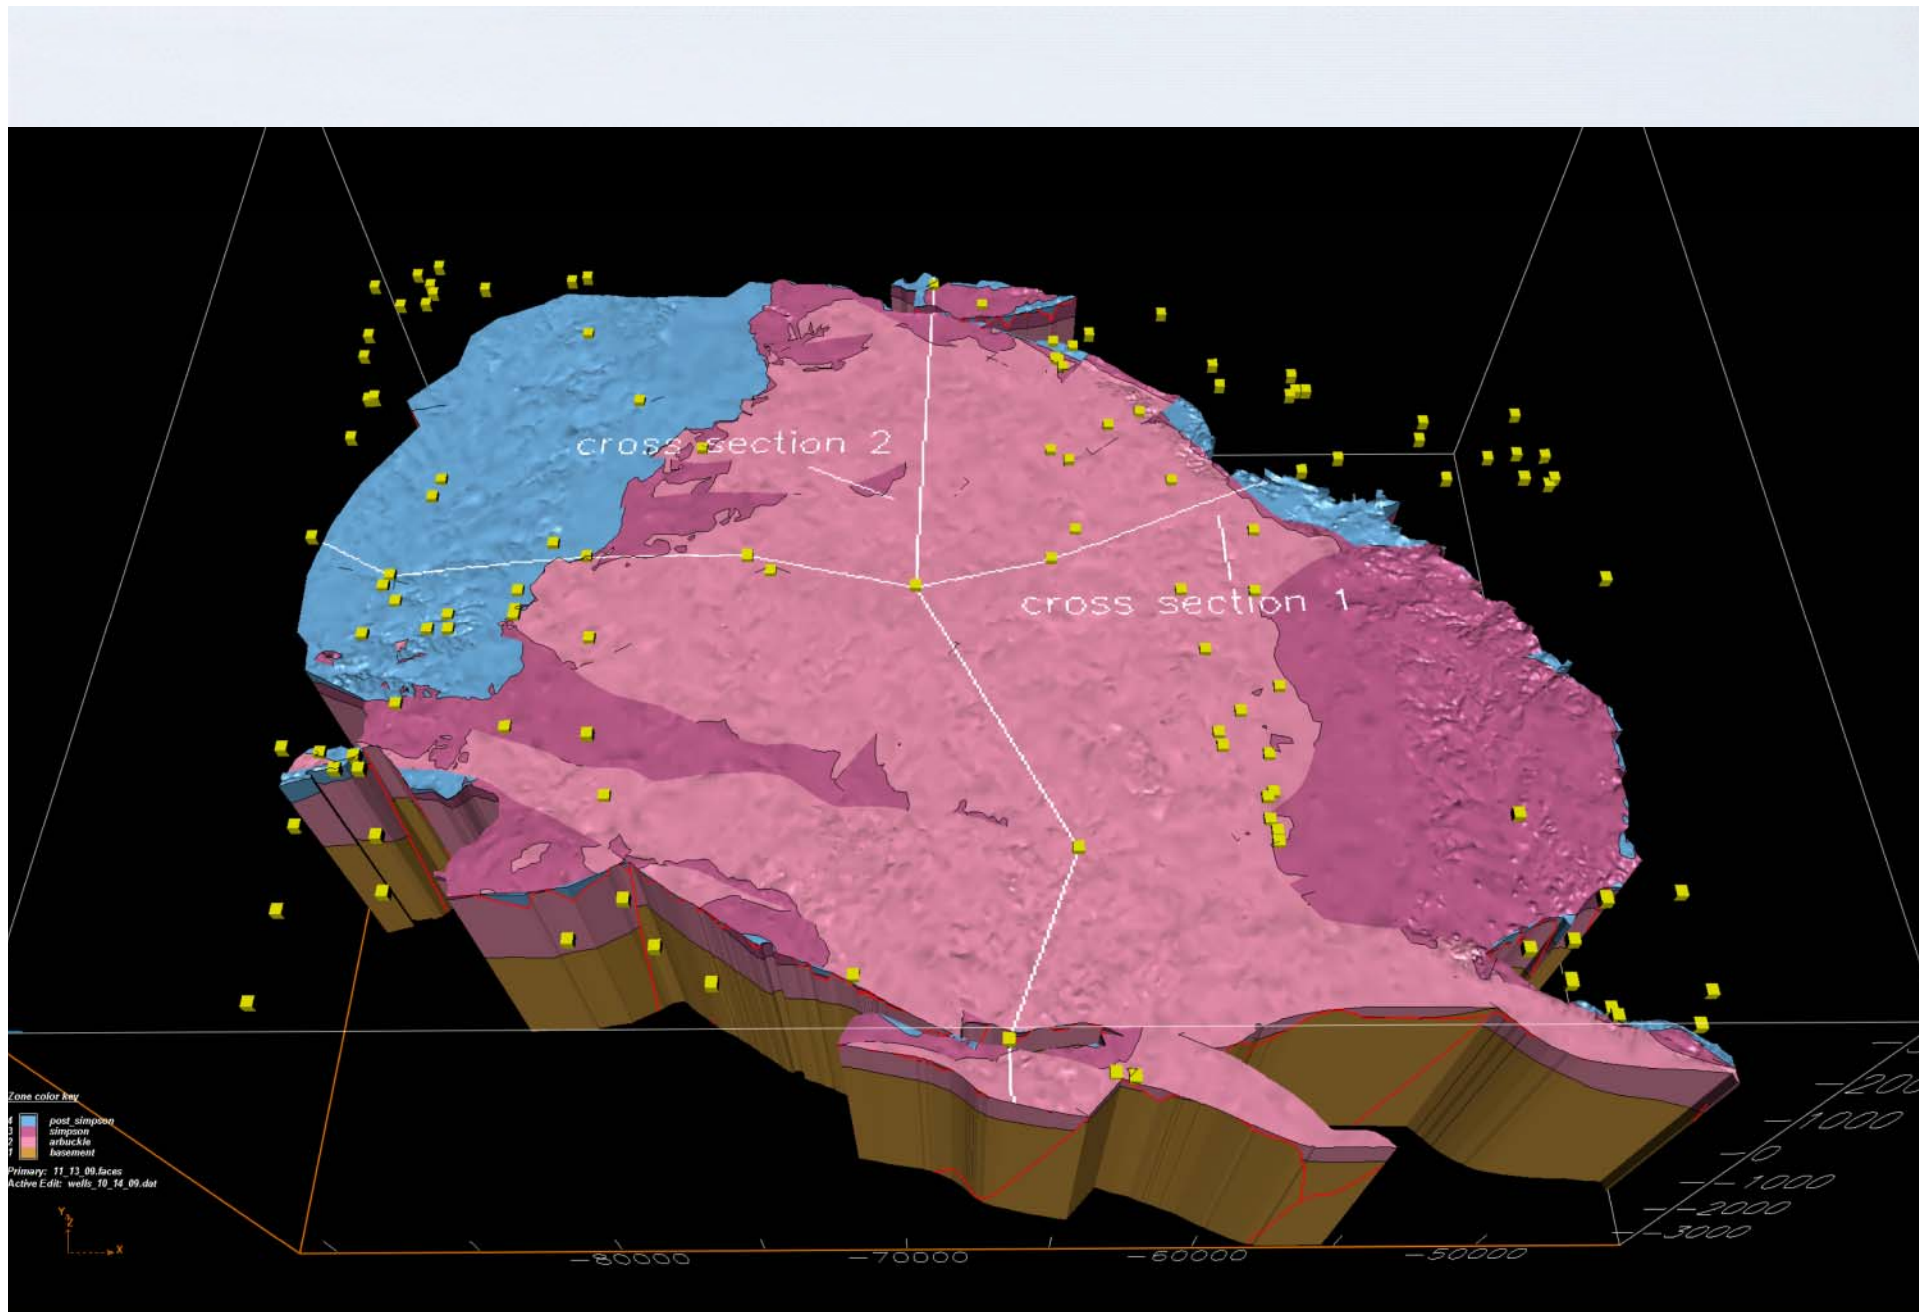 cross section 2
cross section 1
Zone color key
4 post_simpson
3 simpson
2 arbuckle
1 basement
Primary: 11_13_09.faces
Active Edit: wells_10_14_09.dat
Y
Z
X
-80000
-70000
-60000
-50000
1000
0
-1000
-2000
-3000